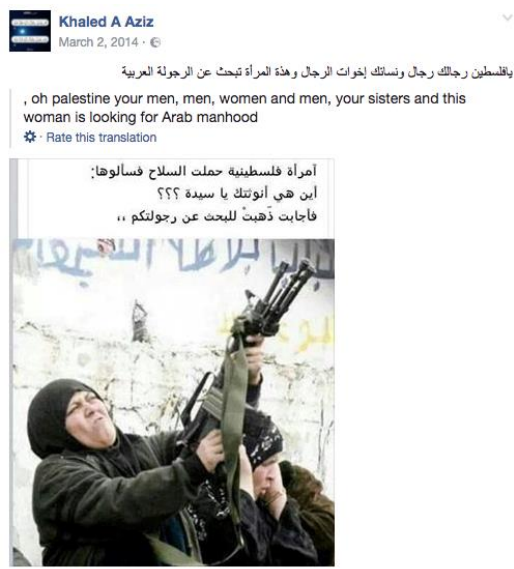 Khaled A Aziz
March 2, 2014 ·
يافلسطين رجالك رجال ونسائك إخوات الرجال وهذة المرأة تبحث عن الرجولة العربية
, oh palestine your men, men, women and men, your sisters and this
woman is looking for Arab manhood
· Rate this translation
آمرأة فلسطينية حملت السلاح فسألوها:
أين هي أنوثتك يا سيدة ؟؟؟
فأجابت ذَهبتْ للبحث عن رجولتكم ،،